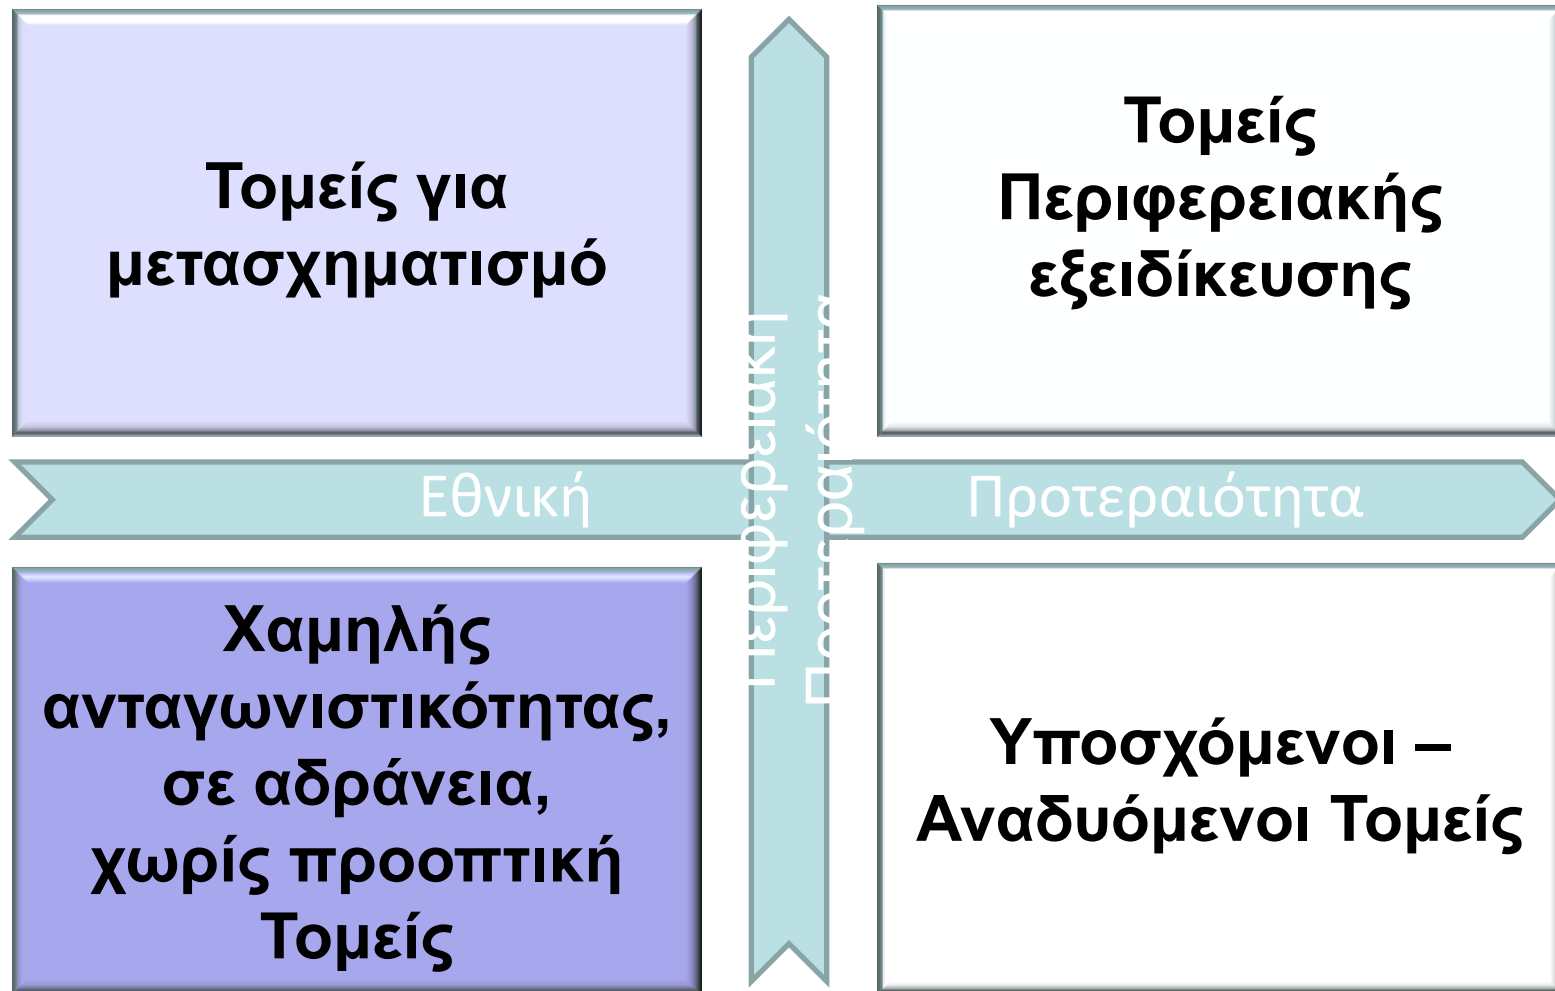 Τομείς για
μετασχηματισμό
Τομείς
Περιφερειακής
εξειδίκευσης
Εθνική
Προτεραιότητα
Περιφερειακή
Προτεραιότητα
Χαμηλής
ανταγωνιστικότητας,
σε αδράνεια,
χωρίς προοπτική
Τομείς
Υποσχόμενοι –
Αναδυόμενοι Τομείς